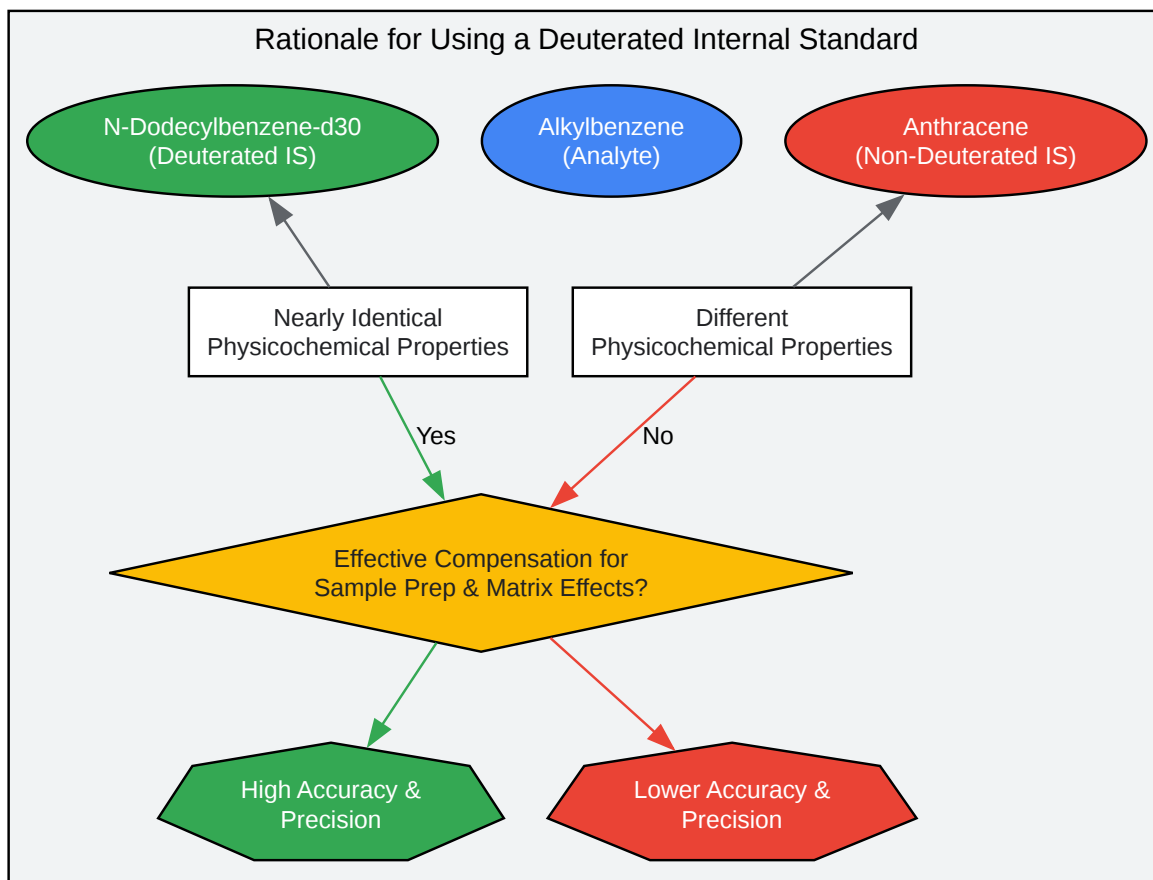 Rationale for Using a Deuterated Internal Standard
N-Dodecylbenzene-d30
(Deuterated IS)
Alkylbenzene
(Analyte)
Anthracene
(Non-Deuterated IS)
Nearly Identical
Physicochemical Properties
Different
Physicochemical Properties
Yes
No
Effective Compensation for
Sample Prep & Matrix Effects?
High Accuracy &
Precision
Lower Accuracy &
Precision